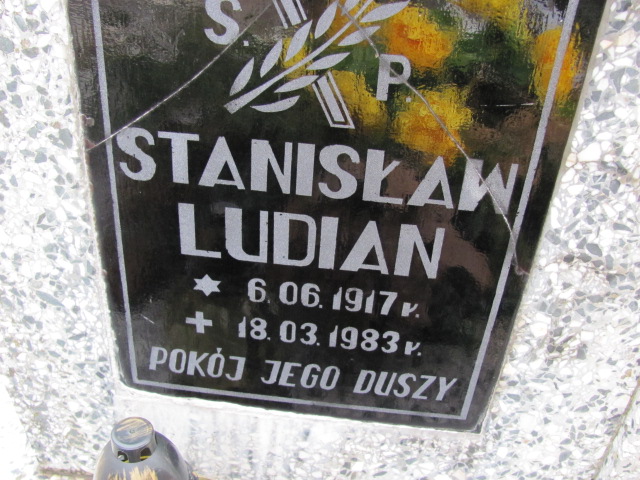 S. P.
STANISŁAW
LUDIAN
* 6.06.1917 r.
+ 18.03.1983 r.
POKÓJ JEGO DUSZY